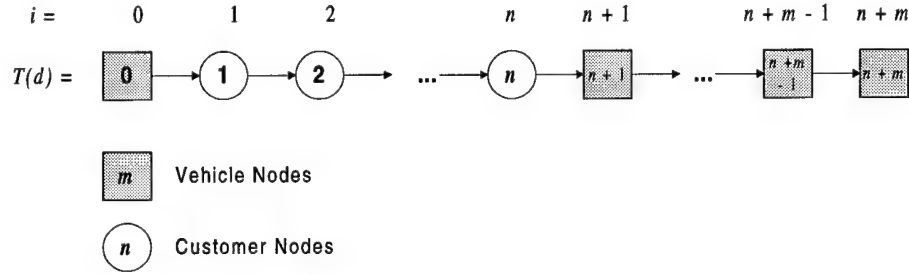 i = 0 1 2 n n + 1 n + m - 1 n + m
T(d) = 0 1 2 ... n n + 1 ... n + m - 1 n + m
m Vehicle Nodes
n Customer Nodes